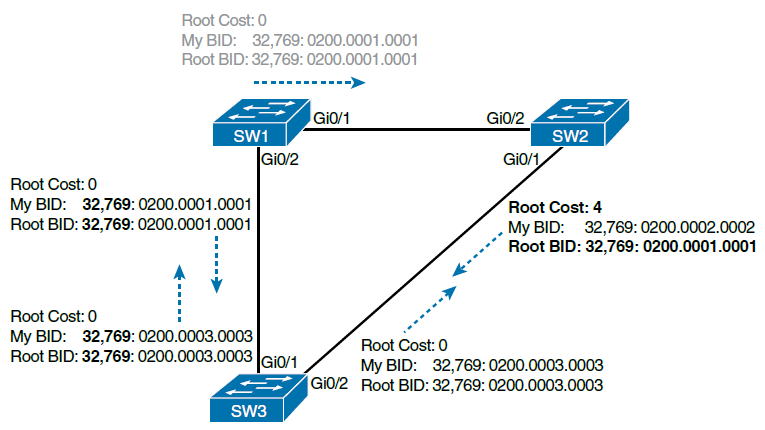 Root Cost: 0
My BID: 32,769: 0200.0001.0001
Root BID: 32,769: 0200.0001.0001
Gi0/1
Gi0/2
SW1
SW2
Gi0/2
Gi0/1
Root Cost: 0
My BID: 32,769: 0200.0001.0001
Root BID: 32,769: 0200.0001.0001
Root Cost: 4
My BID: 32,769: 0200.0002.0002
Root BID: 32,769: 0200.0001.0001
Root Cost: 0
My BID: 32,769: 0200.0003.0003
Root BID: 32,769: 0200.0003.0003
Root Cost: 0
My BID: 32,769: 0200.0003.0003
Root BID: 32,769: 0200.0003.0003
Gi0/1
Gi0/2
SW3